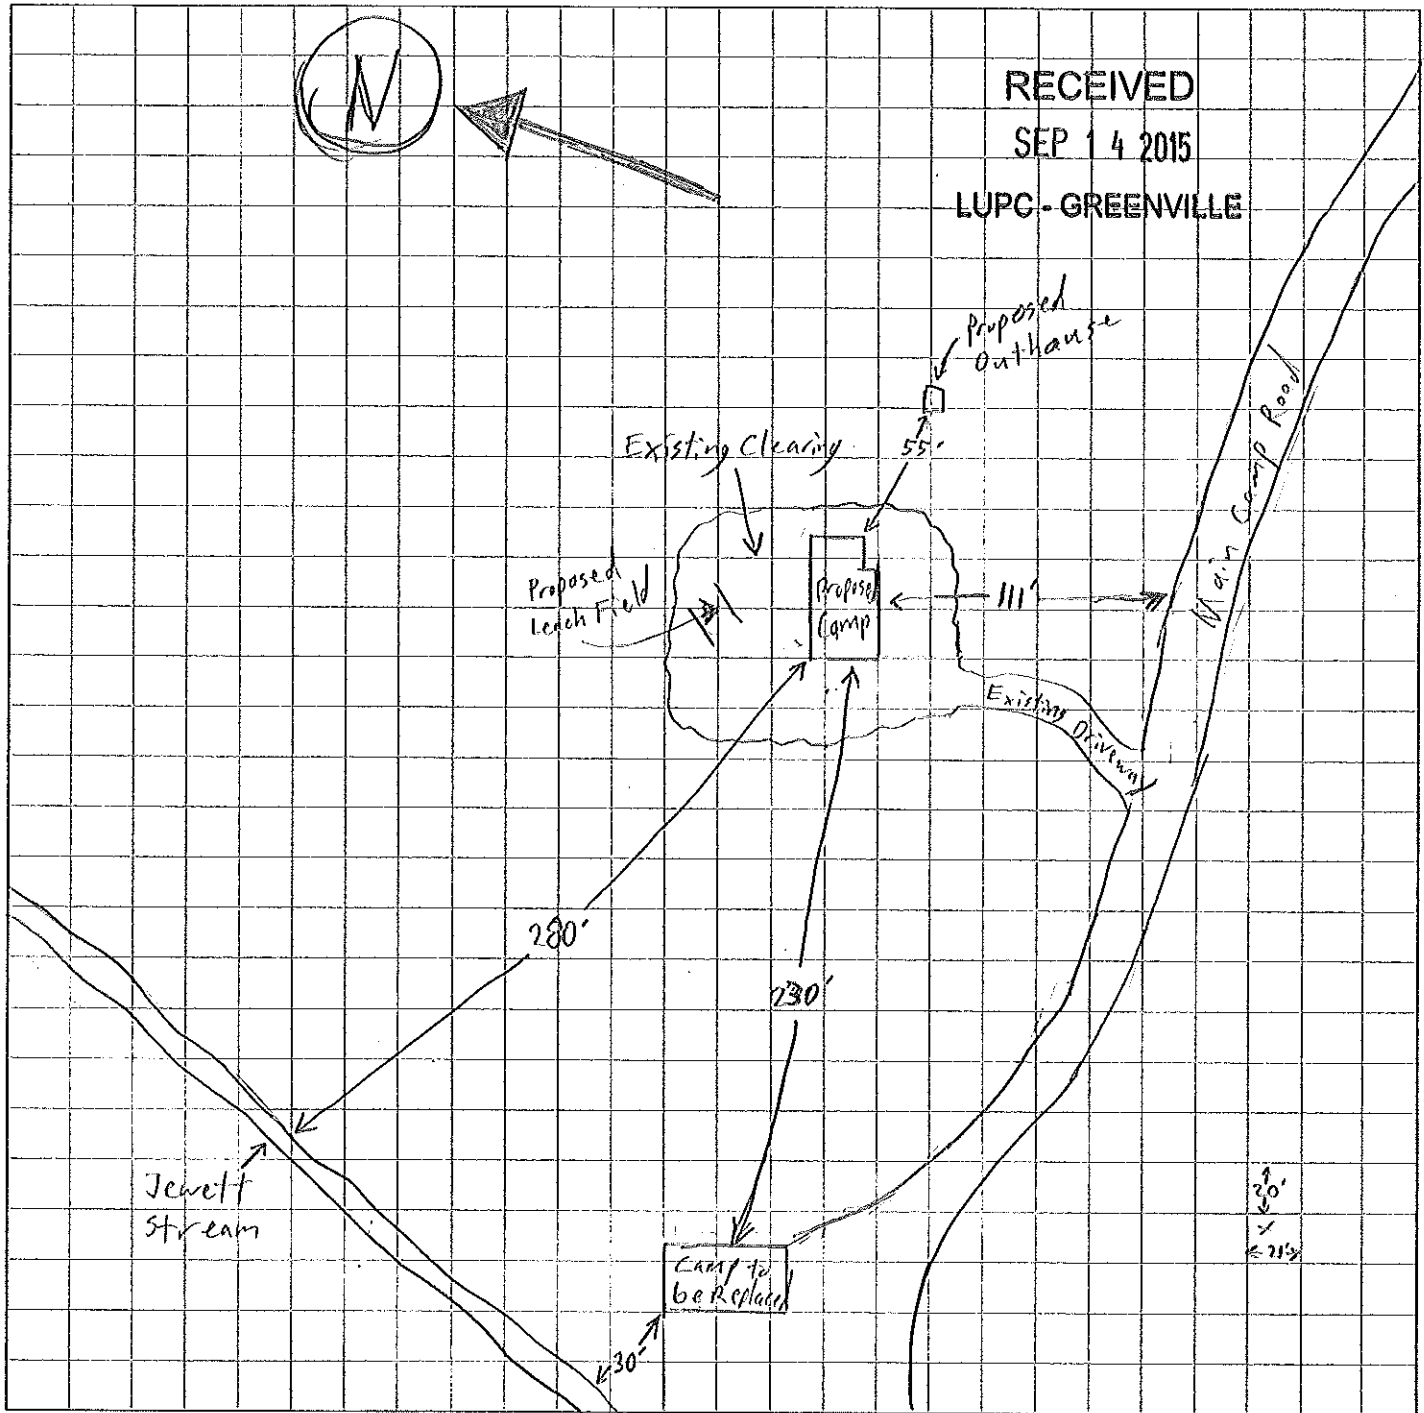 N
RECEIVED
SEP 14 2015
LUPC - GREENVILLE
Proposed
Outhouse
Existing Clearing
55'
Main Camp Road
Proposed
Leach Field
Proposed
Camp
111'
Existing Driveway
280'
230'
Jewett
Stream
20'
x
Camp to
be Replaced
30'